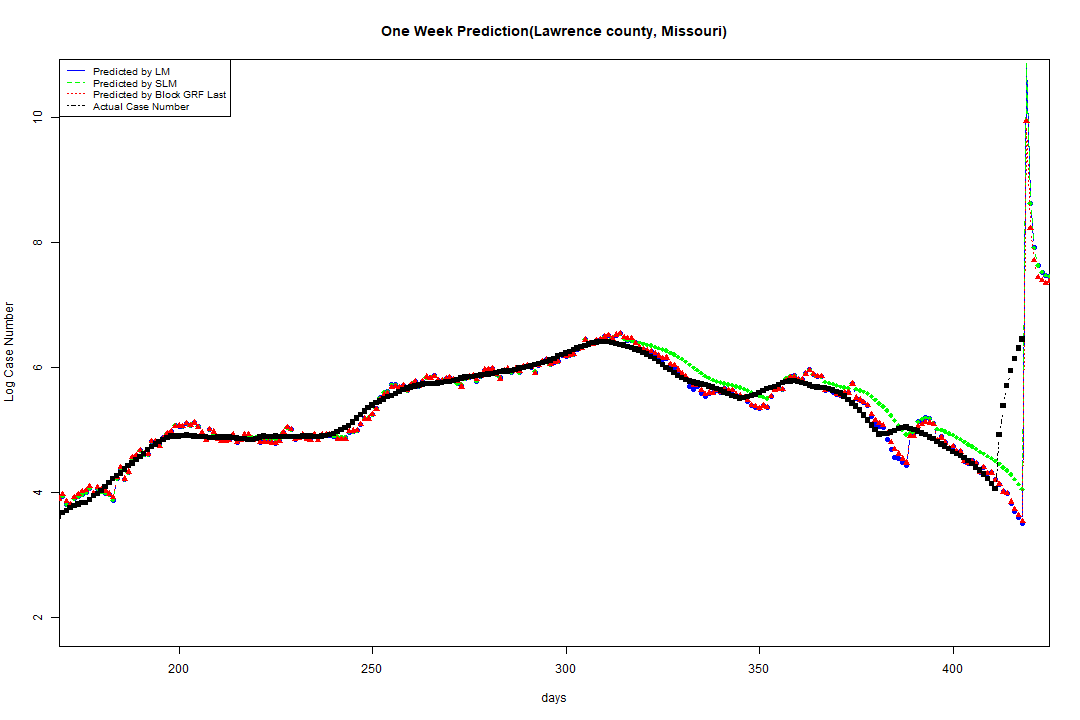 One Week Prediction(Lawrence county, Missouri)
Predicted by LM
Predicted by SLM
Predicted by Block GRF Last
Actual Case Number
Log Case Number
10
8
6
4
2
200 250 300 350 400
days